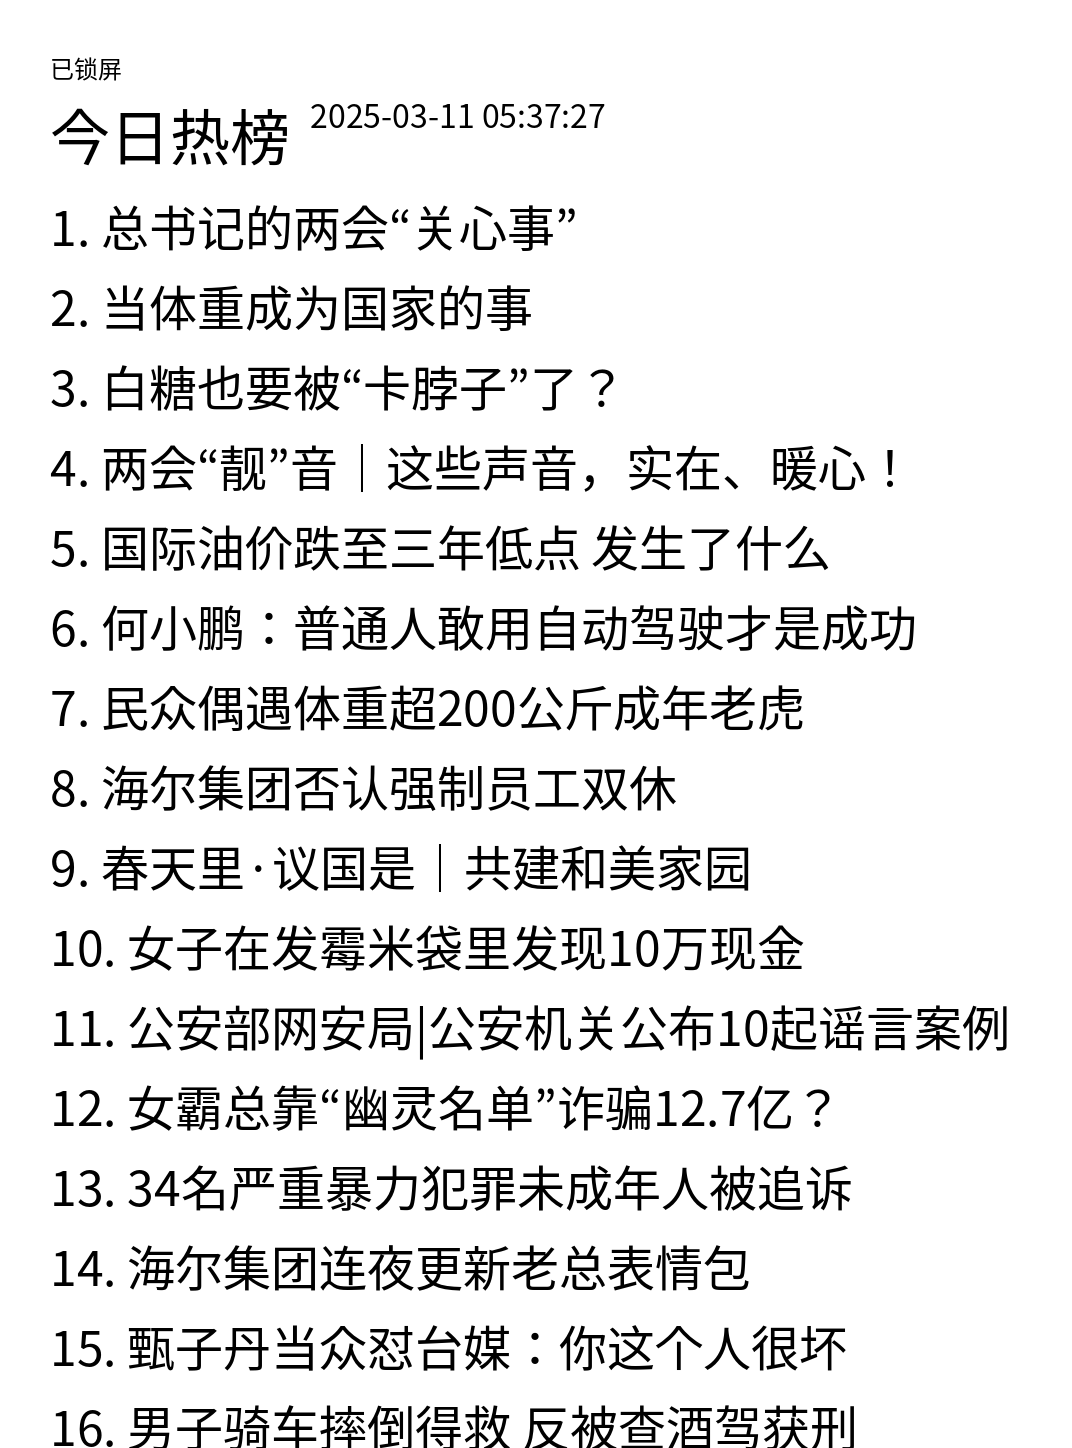 已锁屏
今日热榜 2025-03-11 05:37:27
1. 总书记的两会“关心事”
2. 当体重成为国家的事
3. 白糖也要被“卡脖子”了？
4. 两会“靓”音｜这些声音，实在、暖心！
5. 国际油价跌至三年低点 发生了什么
6. 何小鹏：普通人敢用自动驾驶才是成功
7. 民众偶遇体重超200公斤成年老虎
8. 海尔集团否认强制员工双休
9. 春天里·议国是｜共建和美家园
10. 女子在发霉米袋里发现10万现金
11. 公安部网安局|公安机关公布10起谣言案例
12. 女霸总靠“幽灵名单”诈骗12.7亿？
13. 34名严重暴力犯罪未成年人被追诉
14. 海尔集团连夜更新老总表情包
15. 甄子丹当众怼台媒：你这个人很坏
16. 男子骑车摔倒得救 反被查酒驾获刑